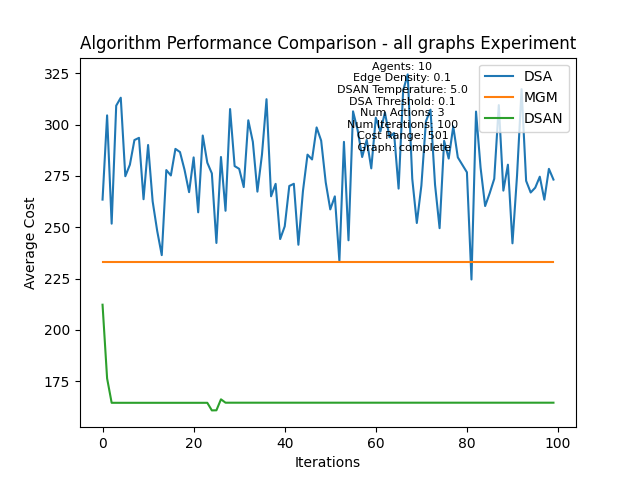 Algorithm Performance Comparison - all graphs Experiment
Agents: 10
Edge Density: 0.1
DSAN Temperature: 5.0
DSA Threshold: 0.1
Num Actions: 3
Num Iterations: 100
Cost Range: 501
Graph: complete
DSA
MGM
DSAN
Average Cost
325
300
275
250
225
200
175
0
20
40
60
80
100
Iterations